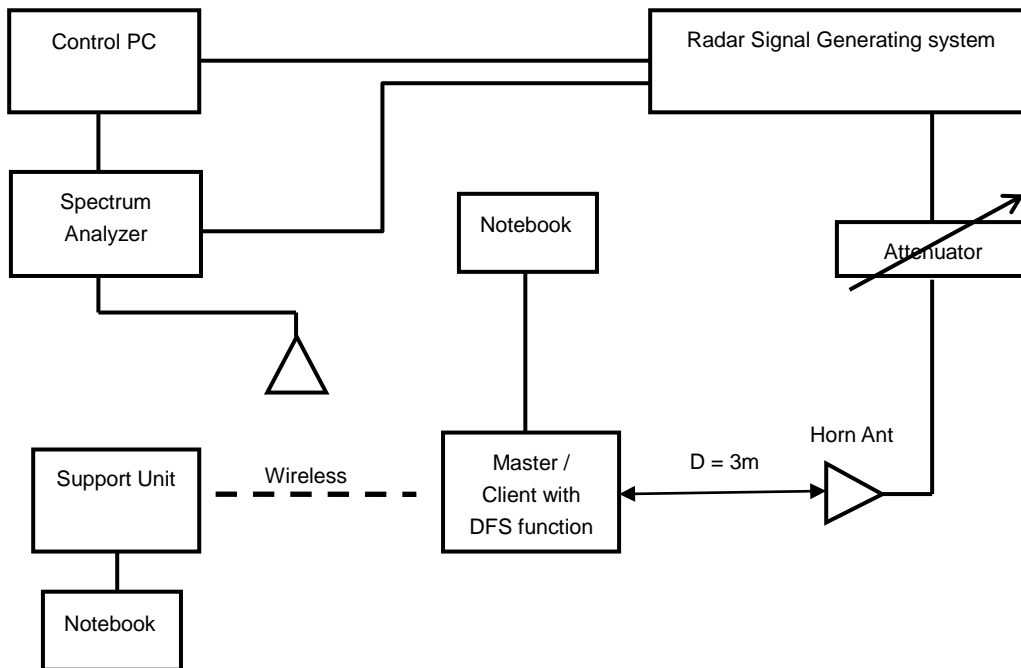 Control PC
Radar Signal Generating system
Spectrum
Analyzer
Notebook
Attenuator
Horn Ant
D = 3m
Master /
Client with
DFS function
Wireless
Support Unit
Notebook